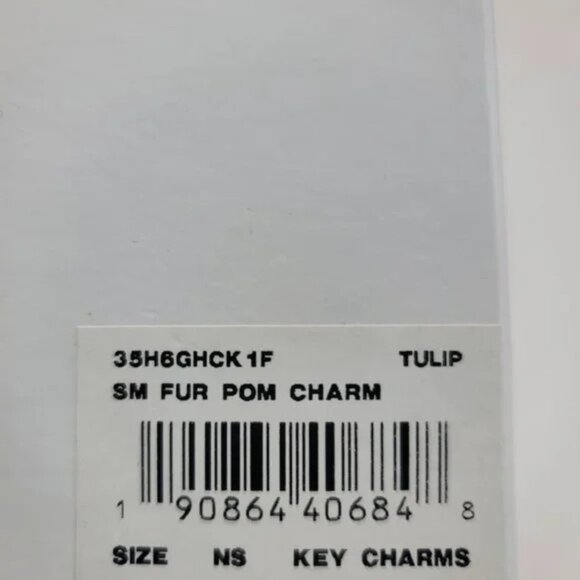 35H6GHCK1F TULIP
SM FUR POM CHARM
1 90864 40684 8
SIZE NS KEY CHARMS